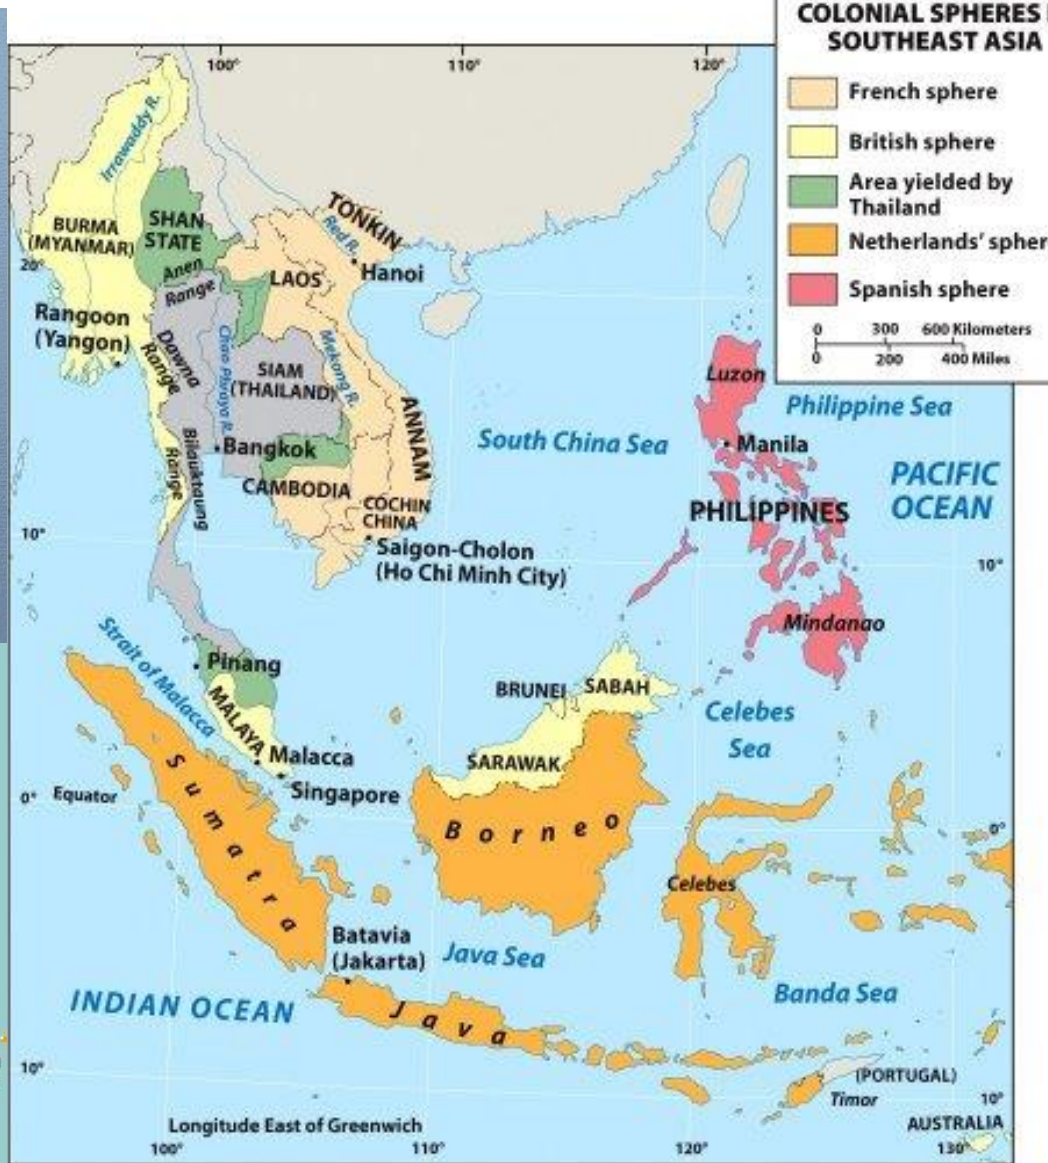 COLONIAL SPHERES
SOUTHEAST ASIA
French sphere
British sphere
Area yielded by
Thailand
Netherlands' spher
Spanish sphere
0 300 600 Kilometers
0 200 400 Miles
100°
110°
120°
Irrawaddy R.
BURMA
(MYANMAR)
SHAN
STATE
TONKIN
Red R.
Hanoi
20°
Anen
Range
LAOS
Rangoon
(Yangon)
Dawna
Range
Chao Phraya R.
SIAM
(THAILAND)
Mekong R.
ANNAM
Luzon
Philippine Sea
South China Sea
Manila
Bangkok
Bilauktaung
Range
CAMBODIA
COCHIN
CHINA
PACIFIC
OCEAN
PHILIPPINES
10°
Saigon-Cholon
(Ho Chi Minh City)
10°
Mindanao
Strait of Malacca
Pinang
BRUNEI
SABAH
MALAYA
Celebes
Sea
Malacca
SARAWAK
Singapore
0°
Equator
Sumatra
Borneo
0°
Celebes
Batavia
(Jakarta)
Java Sea
INDIAN OCEAN
Java
Banda Sea
10°
(PORTUGAL)
Timor
10°
Longitude East of Greenwich
AUSTRALIA
100°
110°
120°
130°